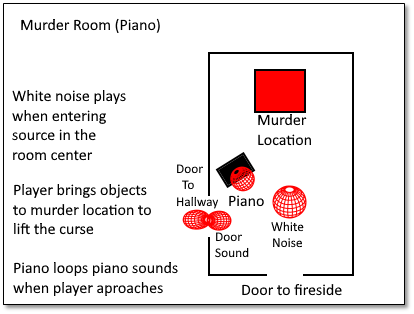 Murder Room (Piano)
White noise plays
when entering
source in the
room center
Player brings objects
to murder location to
lift the curse
Piano loops piano sounds
when player aproaches
Murder
Location
Door
To
Hallway
Piano
Door
Sound
White
Noise
Door to fireside